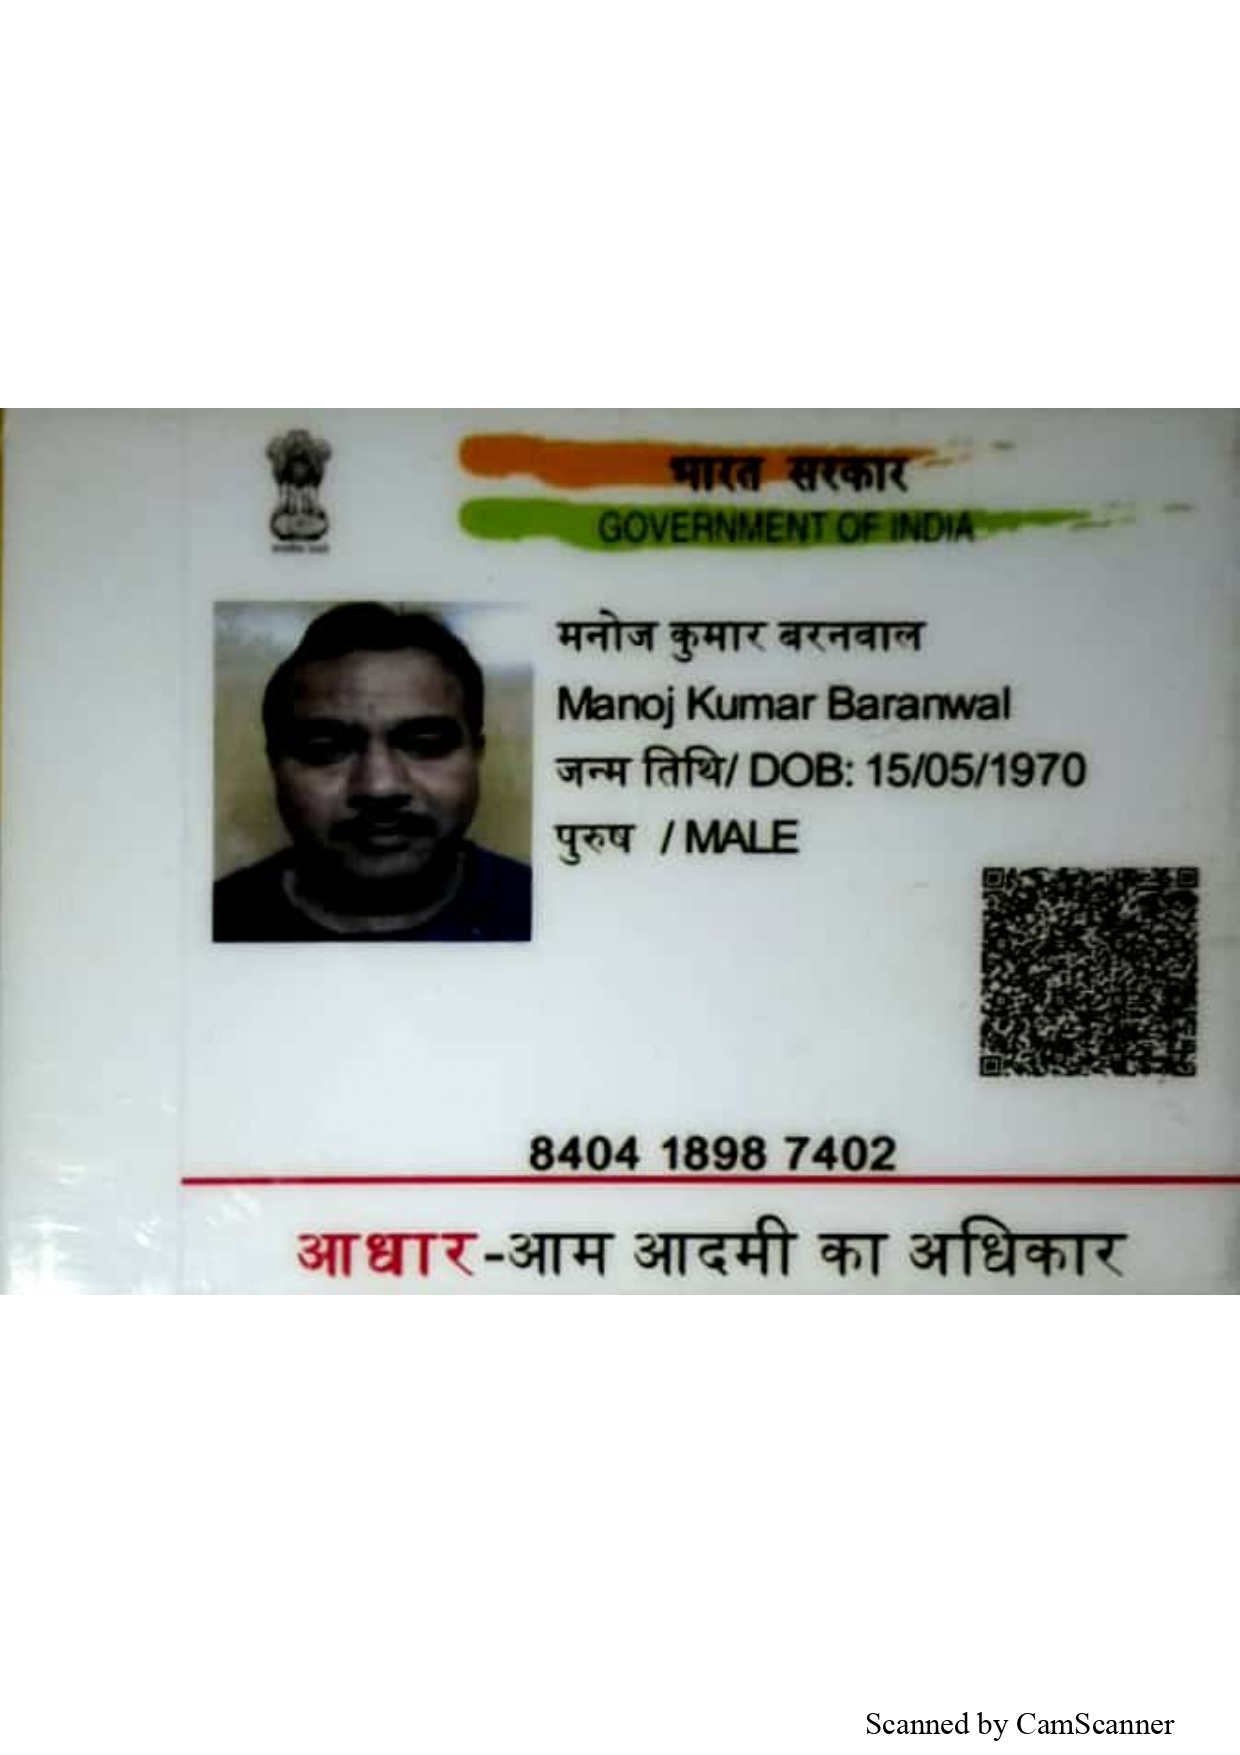 भारत सरकार
GOVERNMENT OF INDIA
मनोज कुमार बरनवाल
Manoj Kumar Baranwal
जन्म तिथि/ DOB: 15/05/1970
पुरुष / MALE
8404 1898 7402
आधार-आम आदमी का अधिकार
Scanned by CamScanner